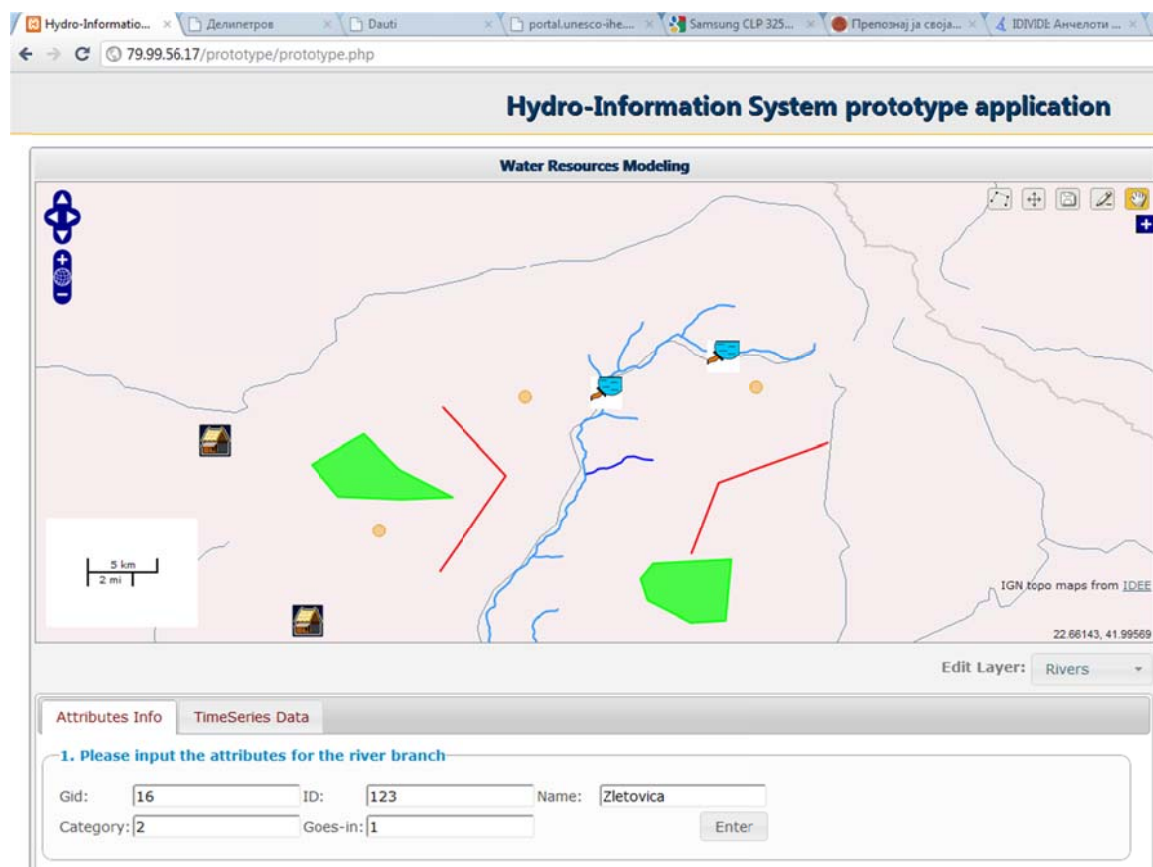 Hydro-Informatio...
Делипетров
Dauti
portal.unesco-ihe....
Samsung CLP 325...
Препознај ја своја...
IDIVIDI: Анчелоти ...
79.99.56.17/prototype/prototype.php
Hydro-Information System prototype application
Water Resources Modeling
5 km
2 mi
IGN topo maps from IDEE
22.66143, 41.99569
Edit Layer: Rivers
Attributes Info TimeSeries Data
1. Please input the attributes for the river branch
Gid: 16 ID: 123 Name: Zletovica
Category: 2 Goes-in: 1 Enter